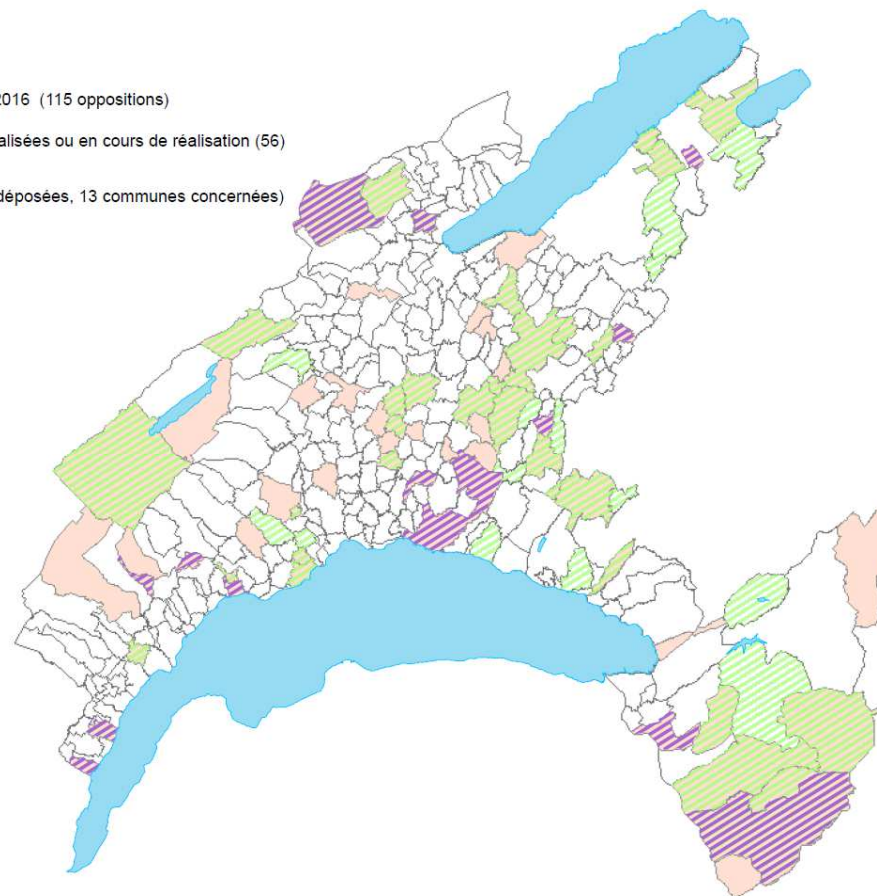 2016 (115 oppositions)
alisées ou en cours de réalisation (56)
déposées, 13 communes concernées)